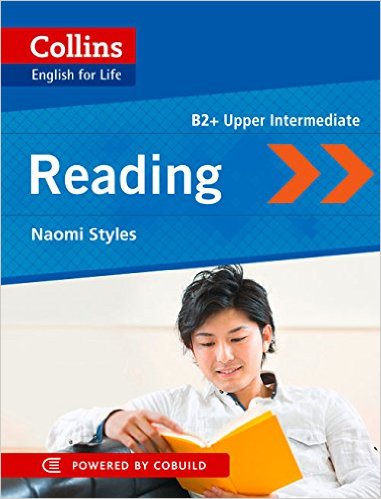 Collins
English for Life
B2+ Upper Intermediate
Reading
Naomi Styles
POWERED BY COBUILD